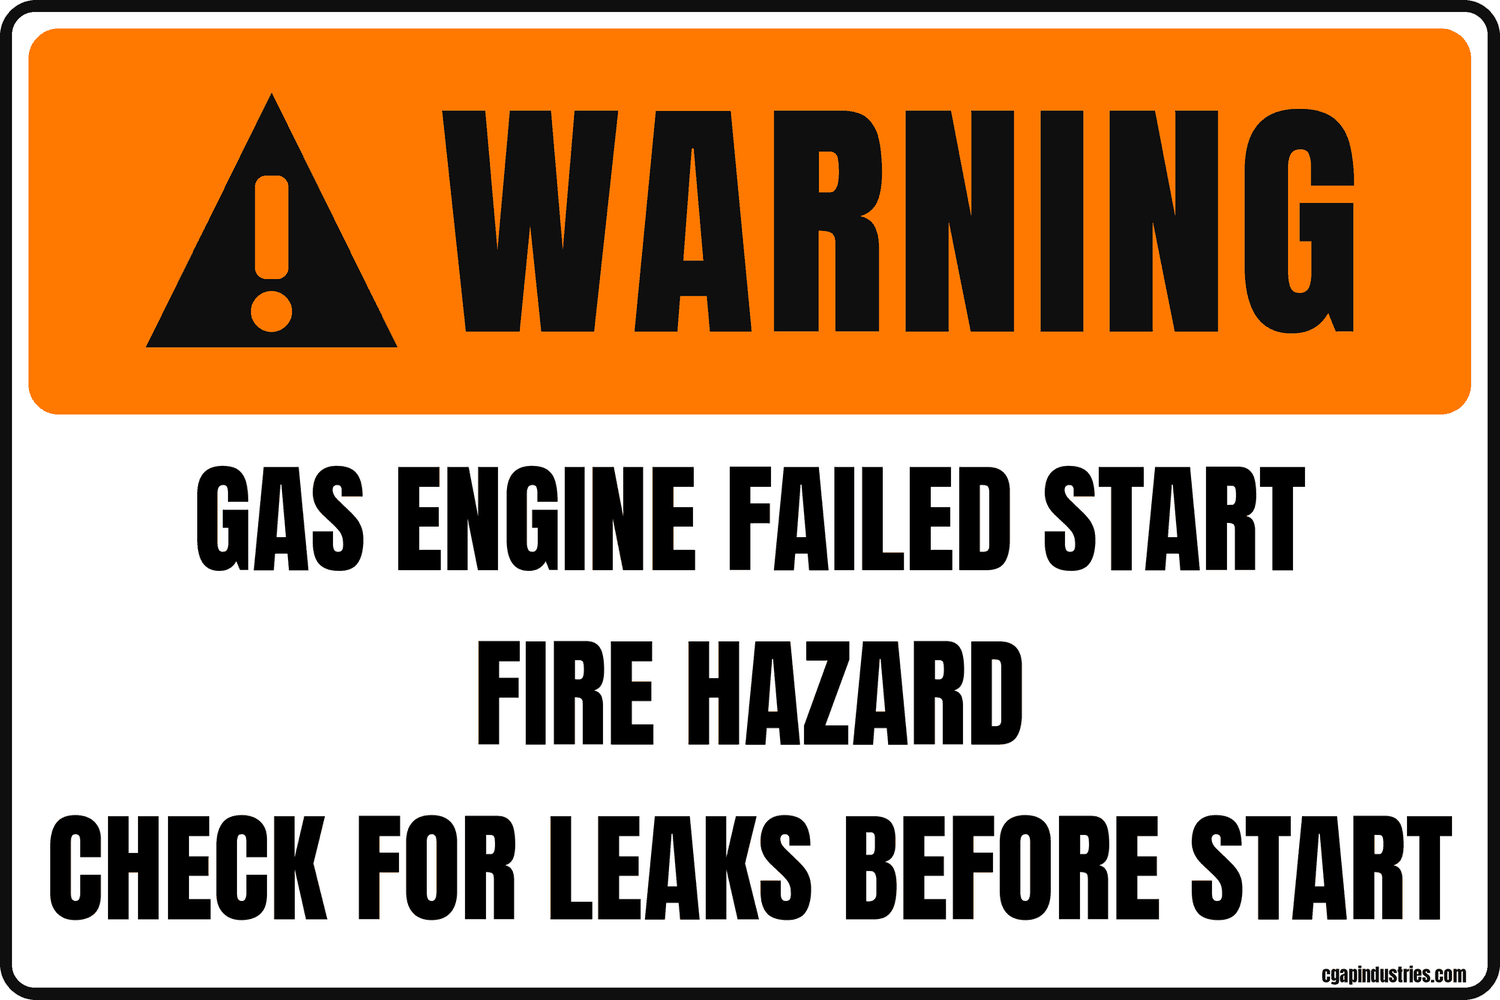 WARNING
GAS ENGINE FAILED START
FIRE HAZARD
CHECK FOR LEAKS BEFORE START
cgapindustries.com